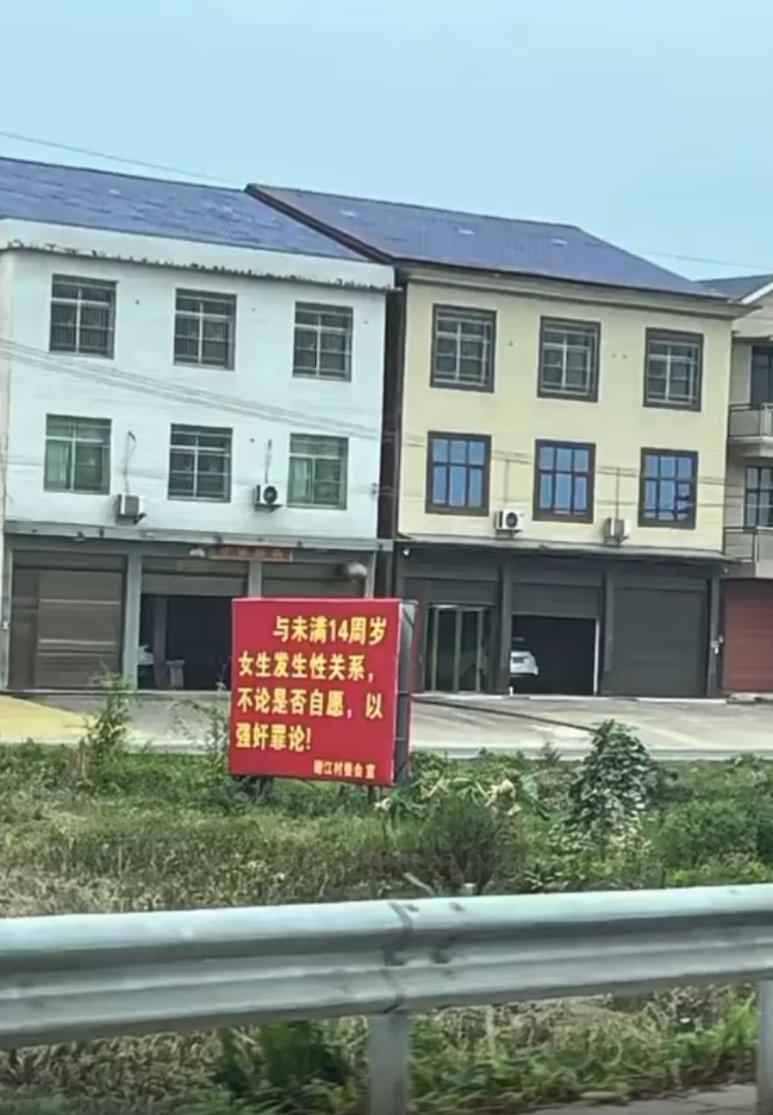 与未满14周岁
女生发生性关系，
不论是否自愿，以
强奸罪论！
江村委会 宣